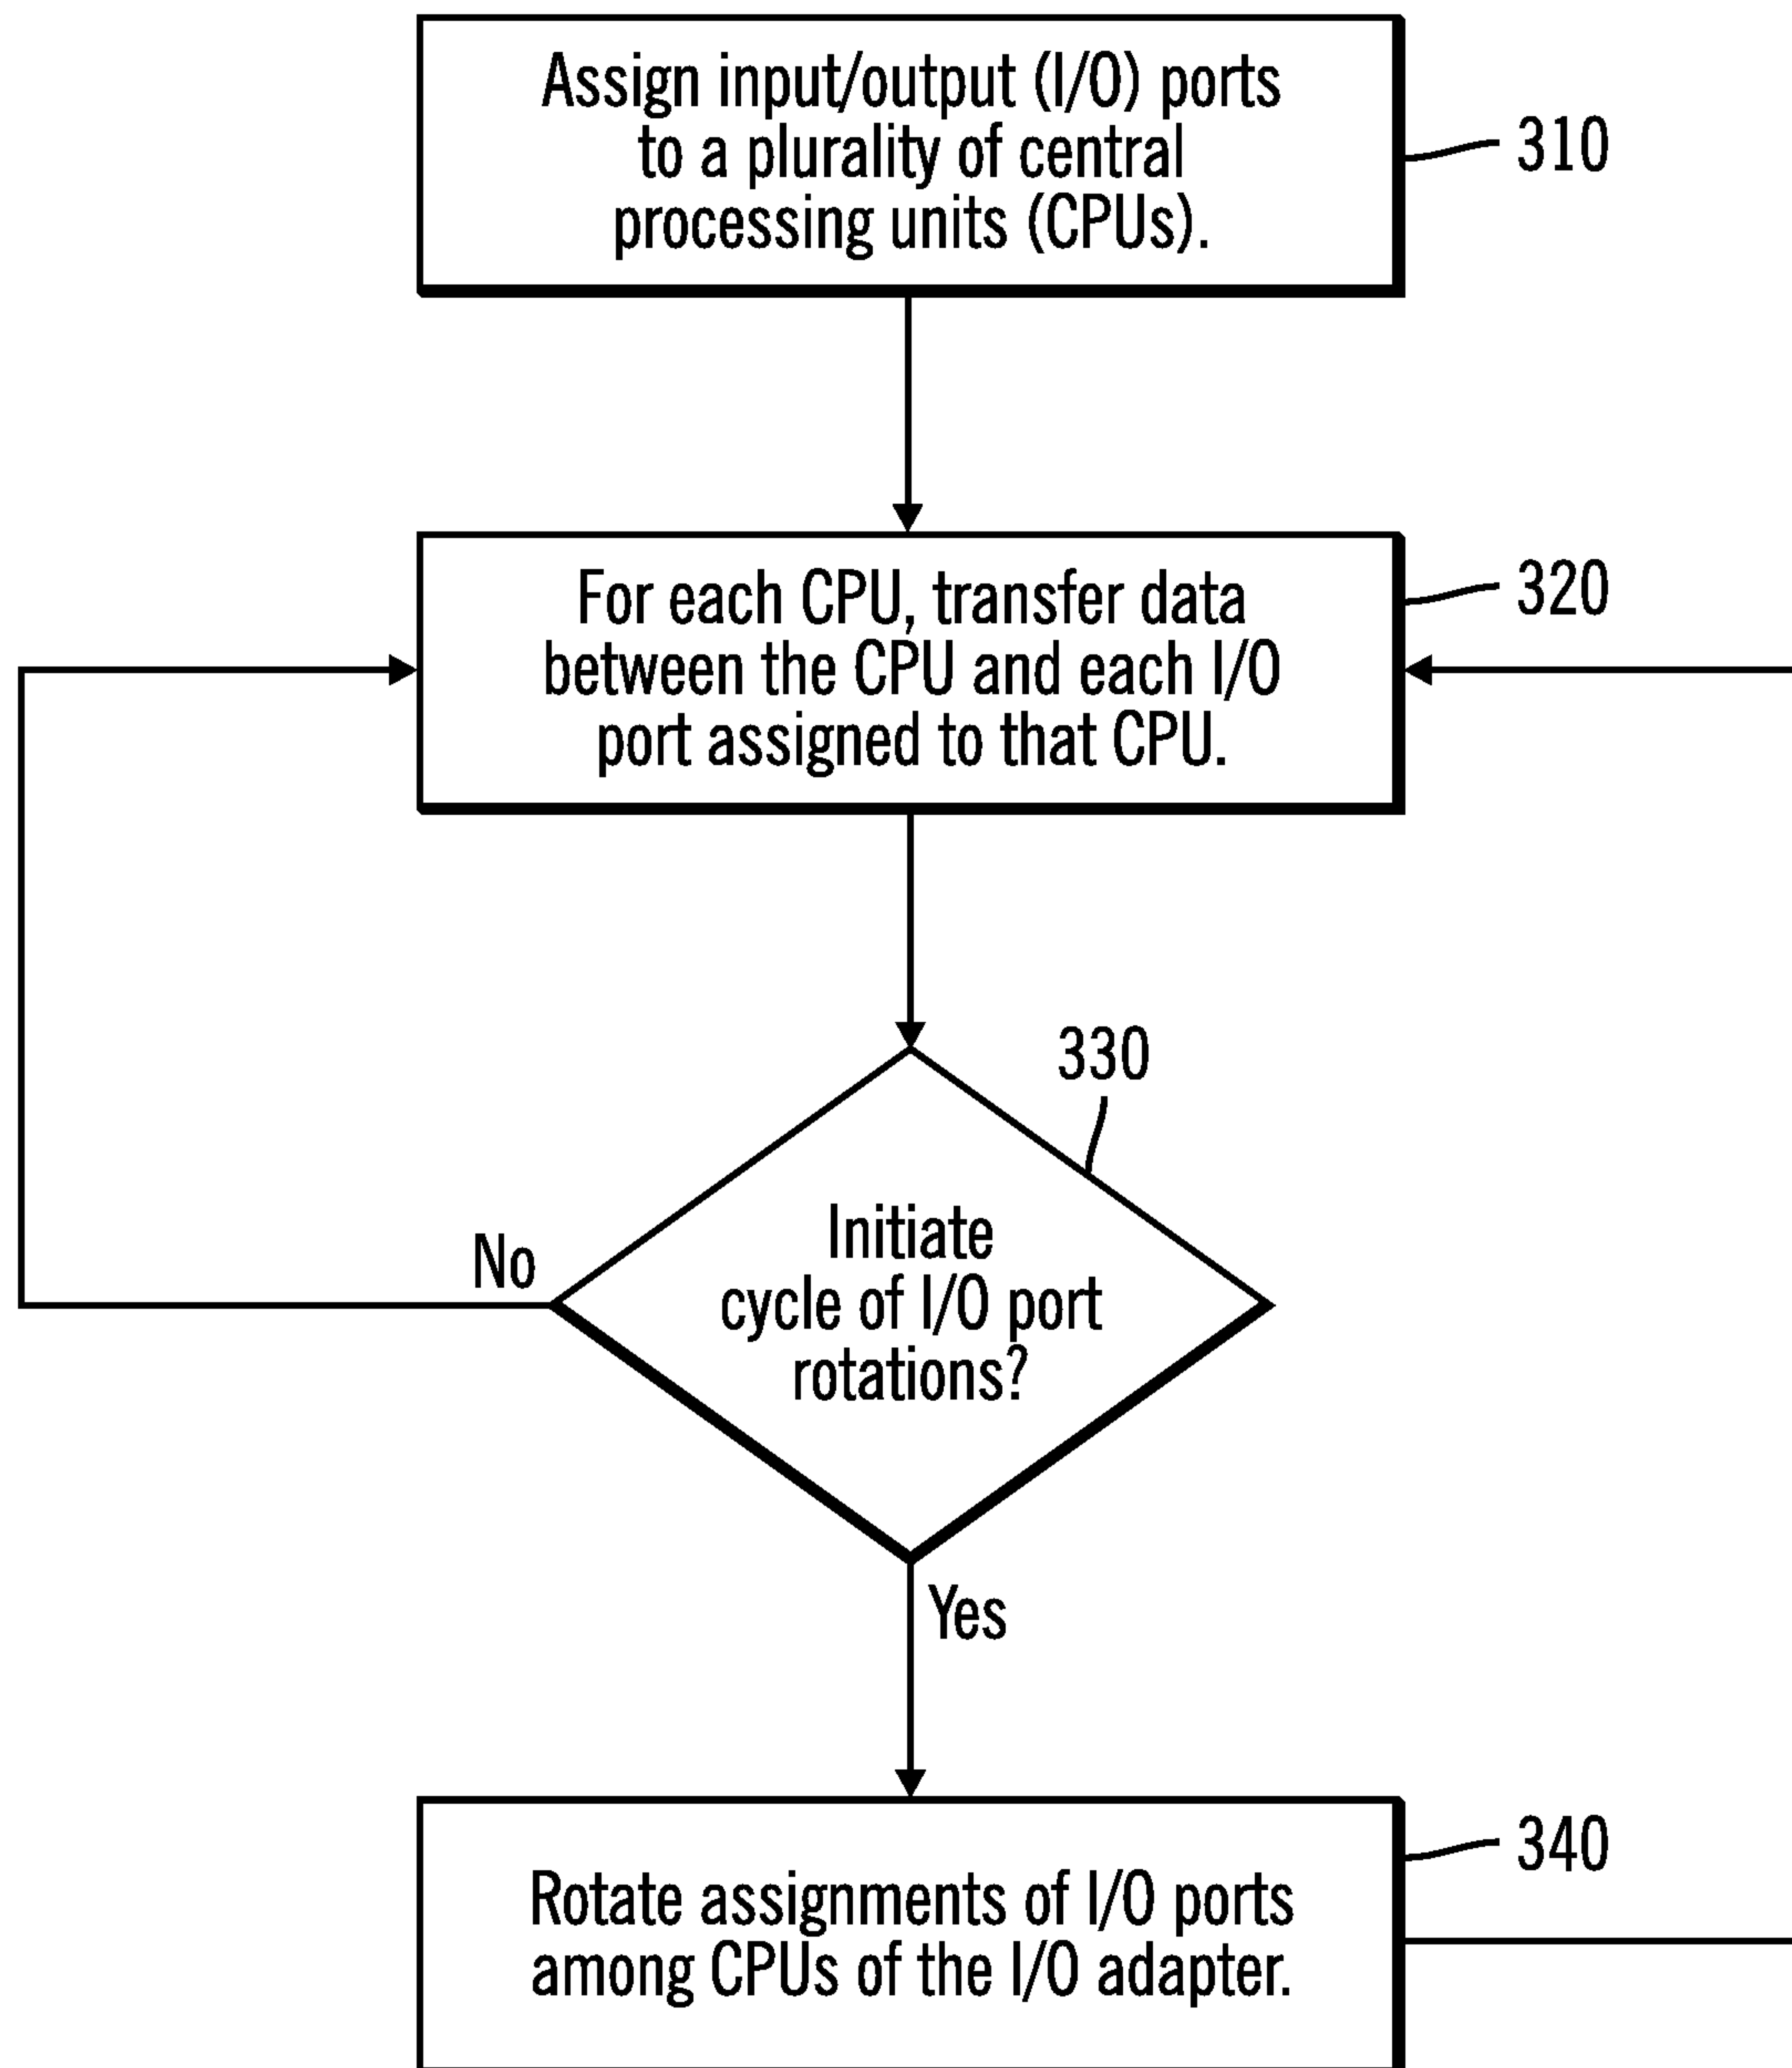 Assign input/output (I/O) ports
to a plurality of central
processing units (CPUs).
310
For each CPU, transfer data
between the CPU and each I/O
port assigned to that CPU.
320
330
Initiate
cycle of I/O port
rotations?
No
Yes
Rotate assignments of I/O ports
among CPUs of the I/O adapter.
340